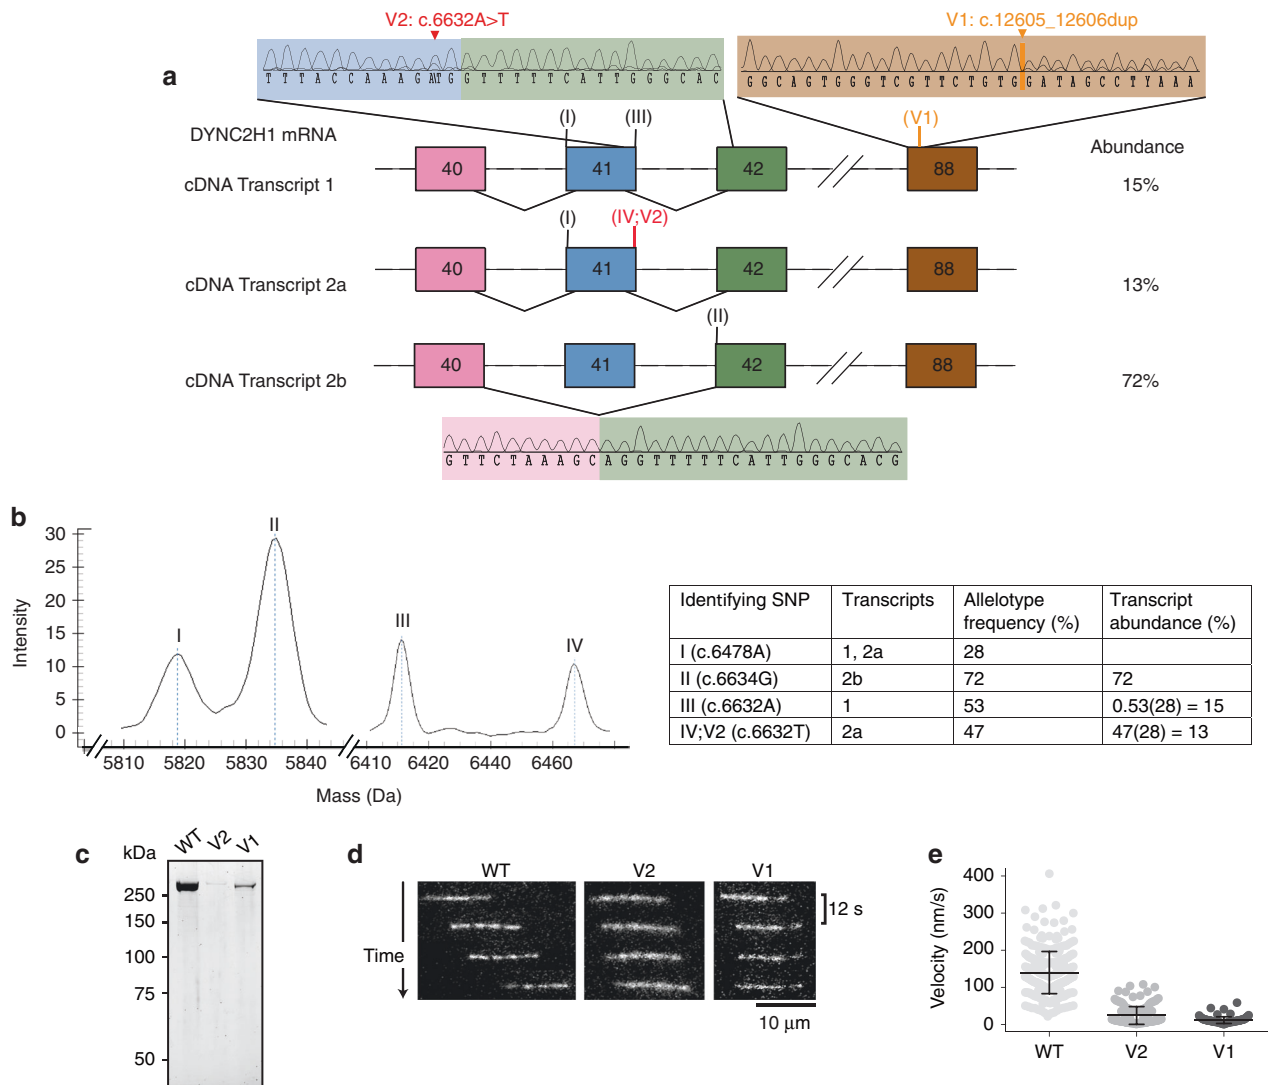 a
V2: c.6632A>T
V1: c.12605_12606dup
T T T A C C A A A G G T T T T T C A T T G G G C A C
G G C A G T G G G T C G T T C T G T G G A T A G C C T Y A A A
DYNC2H1 mRNA
(I)
(III)
(V1)
Abundance
cDNA Transcript 1
40
41
42
88
15%
(I)
(IV;V2)
cDNA Transcript 2a
40
41
42
88
13%
(II)
cDNA Transcript 2b
40
41
42
88
72%
G T T C T A A A G C A G G T T T T T C A T T G G G C A C G
b
Intensity
30
25
20
15
10
5
0
I
II
III
IV
5810 5820 5830 5840 6410 6420 6440 6460
Mass (Da)
Identifying SNP Transcripts Allelotype frequency (%) Transcript abundance (%)
I (c.6478A) 1, 2a 28
II (c.6634G) 2b 72 72
III (c.6632A) 1 53 0.53(28) = 15
IV;V2 (c.6632T) 2a 47 47(28) = 13
c
kDa
WT V2 V1
250
150
100
75
50
d
WT V2 V1
Time
12 s
10 μm
e
Velocity (nm/s)
400
300
200
100
0
WT V2 V1